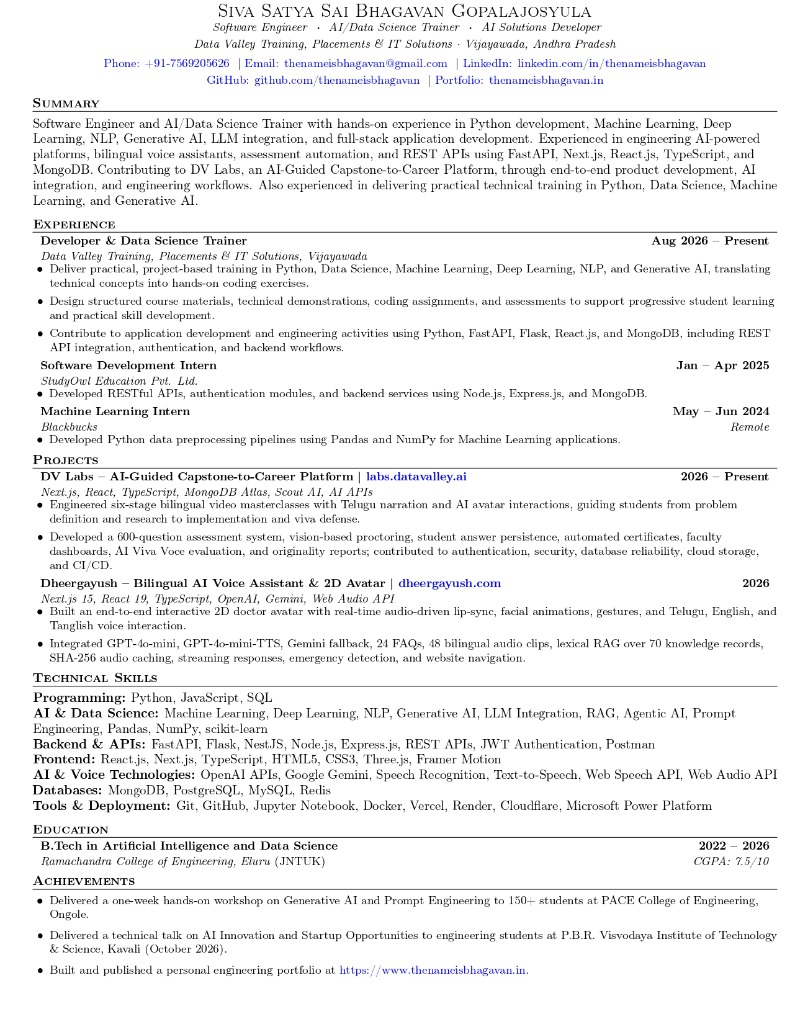 Siva Satya Sai Bhagavan Gopalajosyula
Software Engineer · AI/Data Science Trainer · AI Solutions Developer
Data Valley Training, Placements & IT Solutions · Vijayawada, Andhra Pradesh
Phone: +91-7569205626 | Email: thenameisbhagavan@gmail.com | LinkedIn: linkedin.com/in/thenameisbhagavan
GitHub: github.com/thenameisbhagavan | Portfolio: thenameisbhagavan.in
Summary
Software Engineer and AI/Data Science Trainer with hands-on experience in Python development, Machine Learning, Deep
Learning, NLP, Generative AI, LLM integration, and full-stack application development. Experienced in engineering AI-powered
platforms, bilingual voice assistants, assessment automation, and REST APIs using FastAPI, Next.js, React.js, TypeScript, and
MongoDB. Contributing to DV Labs, an AI-Guided Capstone-to-Career Platform, through end-to-end product development, AI
integration, and engineering workflows. Also experienced in delivering practical technical training in Python, Data Science, Machine
Learning, and Generative AI.
Experience
Developer & Data Science Trainer Aug 2026 – Present
Data Valley Training, Placements & IT Solutions, Vijayawada
• Deliver practical, project-based training in Python, Data Science, Machine Learning, Deep Learning, NLP, and Generative AI, translating
technical concepts into hands-on coding exercises.
• Design structured course materials, technical demonstrations, coding assignments, and assessments to support progressive student learning
and practical skill development.
• Contribute to application development and engineering activities using Python, FastAPI, Flask, React.js, and MongoDB, including REST
API integration, authentication, and backend workflows.
Software Development Intern Jan – Apr 2025
StudyOwl Education Pvt. Ltd.
• Developed RESTful APIs, authentication modules, and backend services using Node.js, Express.js, and MongoDB.
Machine Learning Intern May – Jun 2024
Blackbucks Remote
• Developed Python data preprocessing pipelines using Pandas and NumPy for Machine Learning applications.
Projects
DV Labs – AI-Guided Capstone-to-Career Platform | labs.datavalley.ai 2026 – Present
Next.js, React, TypeScript, MongoDB Atlas, Scout AI, AI APIs
• Engineered six-stage bilingual video masterclasses with Telugu narration and AI avatar interactions, guiding students from problem
definition and research to implementation and viva defense.
• Developed a 600-question assessment system, vision-based proctoring, student answer persistence, automated certificates, faculty
dashboards, AI Viva Voce evaluation, and originality reports; contributed to authentication, security, database reliability, cloud storage,
and CI/CD.
Dheergayush – Bilingual AI Voice Assistant & 2D Avatar | dheergayush.com 2026
Next.js 15, React 19, TypeScript, OpenAI, Gemini, Web Audio API
• Built an end-to-end interactive 2D doctor avatar with real-time audio-driven lip-sync, facial animations, gestures, and Telugu, English, and
Tanglish voice interaction.
• Integrated GPT-4o-mini, GPT-4o-mini-TTS, Gemini fallback, 24 FAQs, 48 bilingual audio clips, lexical RAG over 70 knowledge records,
SHA-256 audio caching, streaming responses, emergency detection, and website navigation.
Technical Skills
Programming: Python, JavaScript, SQL
AI & Data Science: Machine Learning, Deep Learning, NLP, Generative AI, LLM Integration, RAG, Agentic AI, Prompt
Engineering, Pandas, NumPy, scikit-learn
Backend & APIs: FastAPI, Flask, NestJS, Node.js, Express.js, REST APIs, JWT Authentication, Postman
Frontend: React.js, Next.js, TypeScript, HTML5, CSS3, Three.js, Framer Motion
AI & Voice Technologies: OpenAI APIs, Google Gemini, Speech Recognition, Text-to-Speech, Web Speech API, Web Audio API
Databases: MongoDB, PostgreSQL, MySQL, Redis
Tools & Deployment: Git, GitHub, Jupyter Notebook, Docker, Vercel, Render, Cloudflare, Microsoft Power Platform
Education
B.Tech in Artificial Intelligence and Data Science 2022 – 2026
Ramachandra College of Engineering, Eluru (JNTUK) CGPA: 7.5/10
Achievements
• Delivered a one-week hands-on workshop on Generative AI and Prompt Engineering to 150+ students at PACE College of Engineering,
Ongole.
• Delivered a technical talk on AI Innovation and Startup Opportunities to engineering students at P.B.R. Visvodaya Institute of Technology
& Science, Kavali (October 2026).
• Built and published a personal engineering portfolio at https://www.thenameisbhagavan.in.